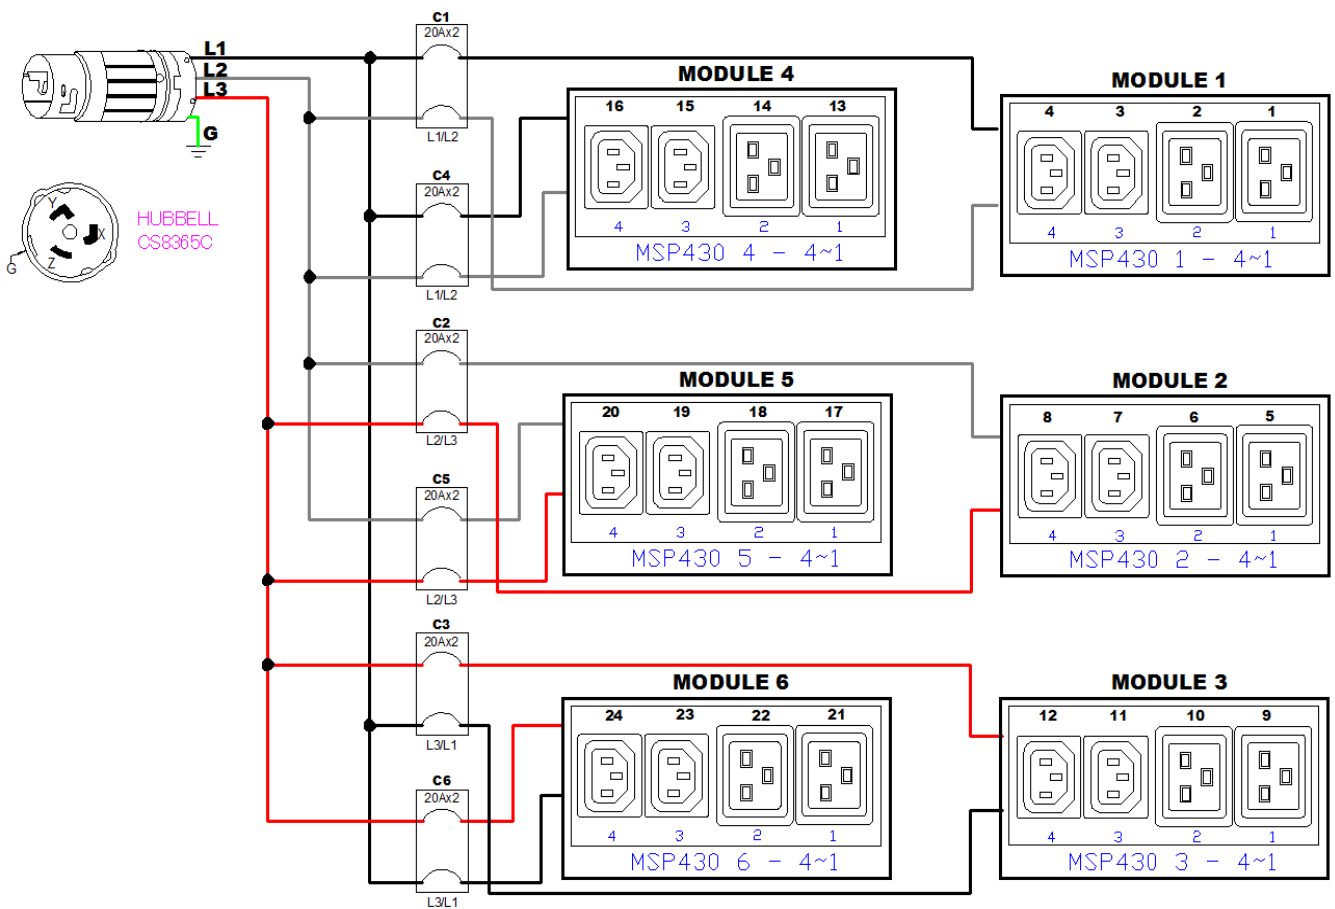 L1
L2
L3
G
Y
X
Z
G
HUBBELL
CS8365C
C1
20Ax2
L1/L2
C4
20Ax2
L1/L2
C2
20Ax2
L2/L3
C5
20Ax2
L2/L3
C3
20Ax2
L3/L1
C6
20Ax2
L3/L1
MODULE 4
16 15 14 13
4 3 2 1
MSP430 4 - 4~1
MODULE 1
4 3 2 1
4 3 2 1
MSP430 1 - 4~1
MODULE 5
20 19 18 17
4 3 2 1
MSP430 5 - 4~1
MODULE 2
8 7 6 5
4 3 2 1
MSP430 2 - 4~1
MODULE 6
24 23 22 21
4 3 2 1
MSP430 6 - 4~1
MODULE 3
12 11 10 9
4 3 2 1
MSP430 3 - 4~1